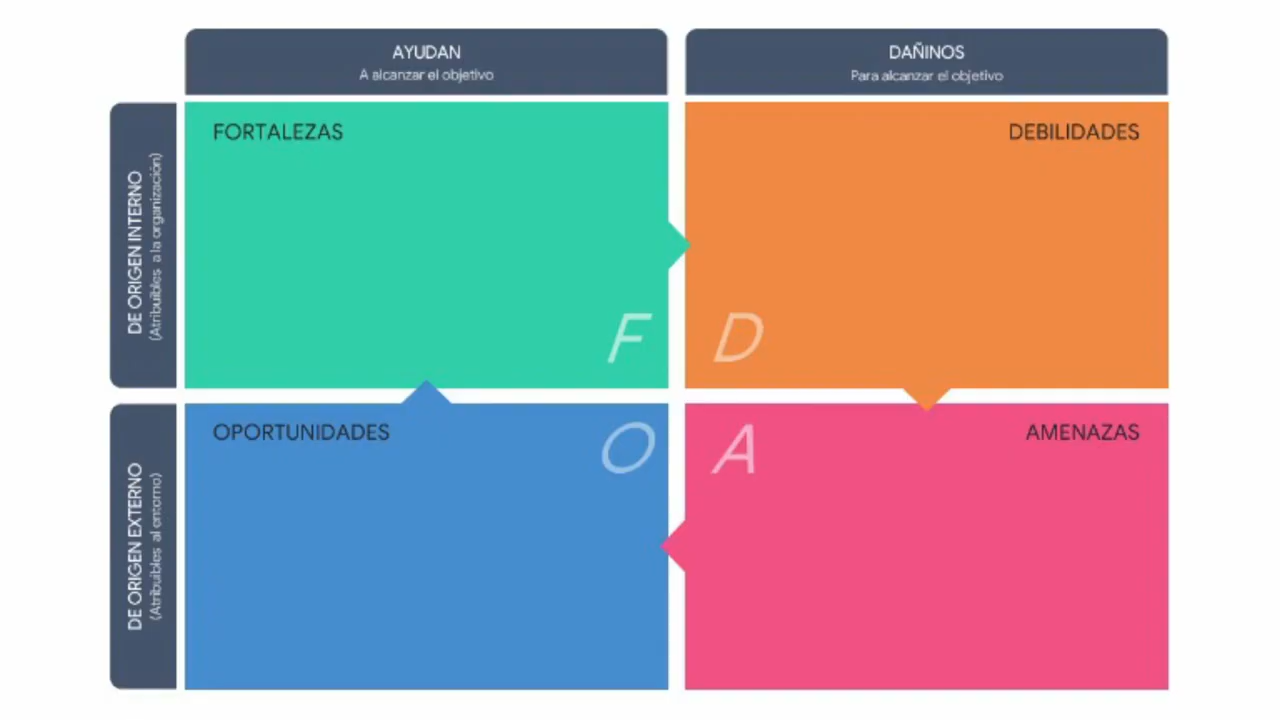 AYUDAN
A alcanzar el objetivo
DAÑINOS
Para alcanzar el objetivo
DE ORIGEN INTERNO
(Atribuibles a la organización)
FORTALEZAS
F
DEBILIDADES
D
DE ORIGEN EXTERNO
(Atribuibles al entorno)
OPORTUNIDADES
O
A
AMENAZAS